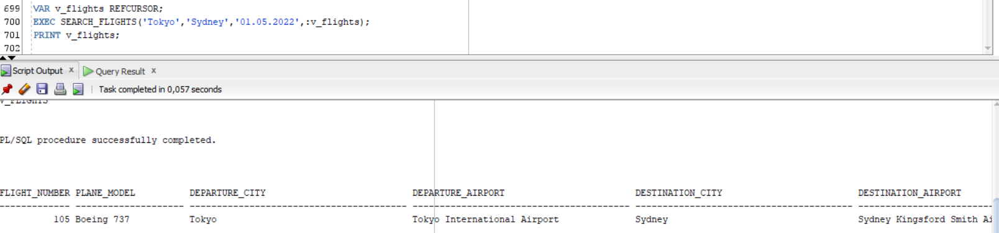 699 VAR v_flights REFCURSOR;
700 EXEC SEARCH_FLIGHTS('Tokyo','Sydney','01.05.2022',:v_flights);
701 PRINT v_flights;
702
Script Output x Query Result x
Task completed in 0,057 seconds
V_FLIGHTS
PL/SQL procedure successfully completed.
FLIGHT_NUMBER PLANE_MODEL DEPARTURE_CITY DEPARTURE_AIRPORT DESTINATION_CITY DESTINATION_AIRPORT
105 Boeing 737 Tokyo Tokyo International Airport Sydney Sydney Kingsford Smith Ai